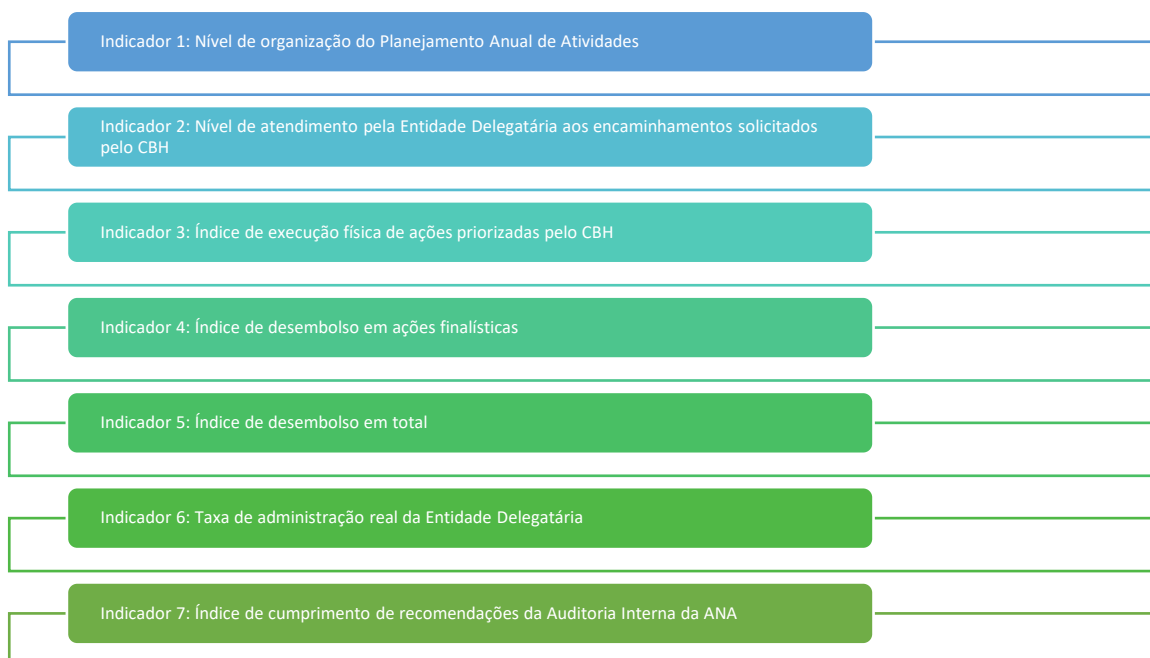 Indicador 1: Nível de organização do Planejamento Anual de Atividades
Indicador 2: Nível de atendimento pela Entidade Delegatária aos encaminhamentos solicitados
pelo CBH
Indicador 3: Índice de execução física de ações priorizadas pelo CBH
Indicador 4: Índice de desembolso em ações finalísticas
Indicador 5: Índice de desembolso em total
Indicador 6: Taxa de administração real da Entidade Delegatária
Indicador 7: Índice de cumprimento de recomendações da Auditoria Interna da ANA